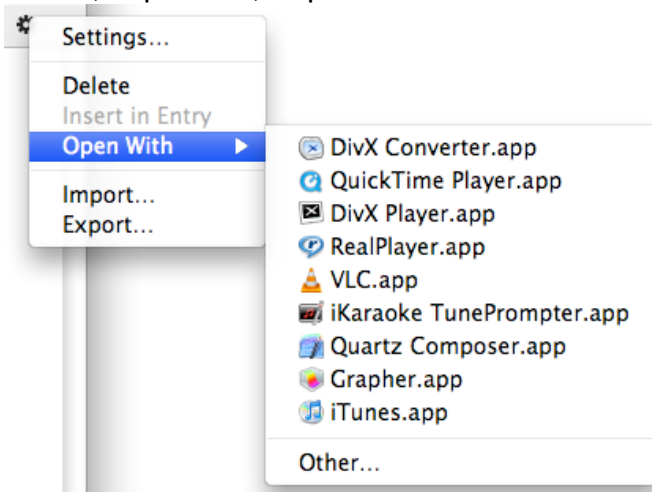 Settings...
Delete
Insert in Entry
Open With
Import...
Export...
DivX Converter.app
QuickTime Player.app
DivX Player.app
RealPlayer.app
VLC.app
iKaraoke TunePrompter.app
Quartz Composer.app
Grapher.app
iTunes.app
Other...